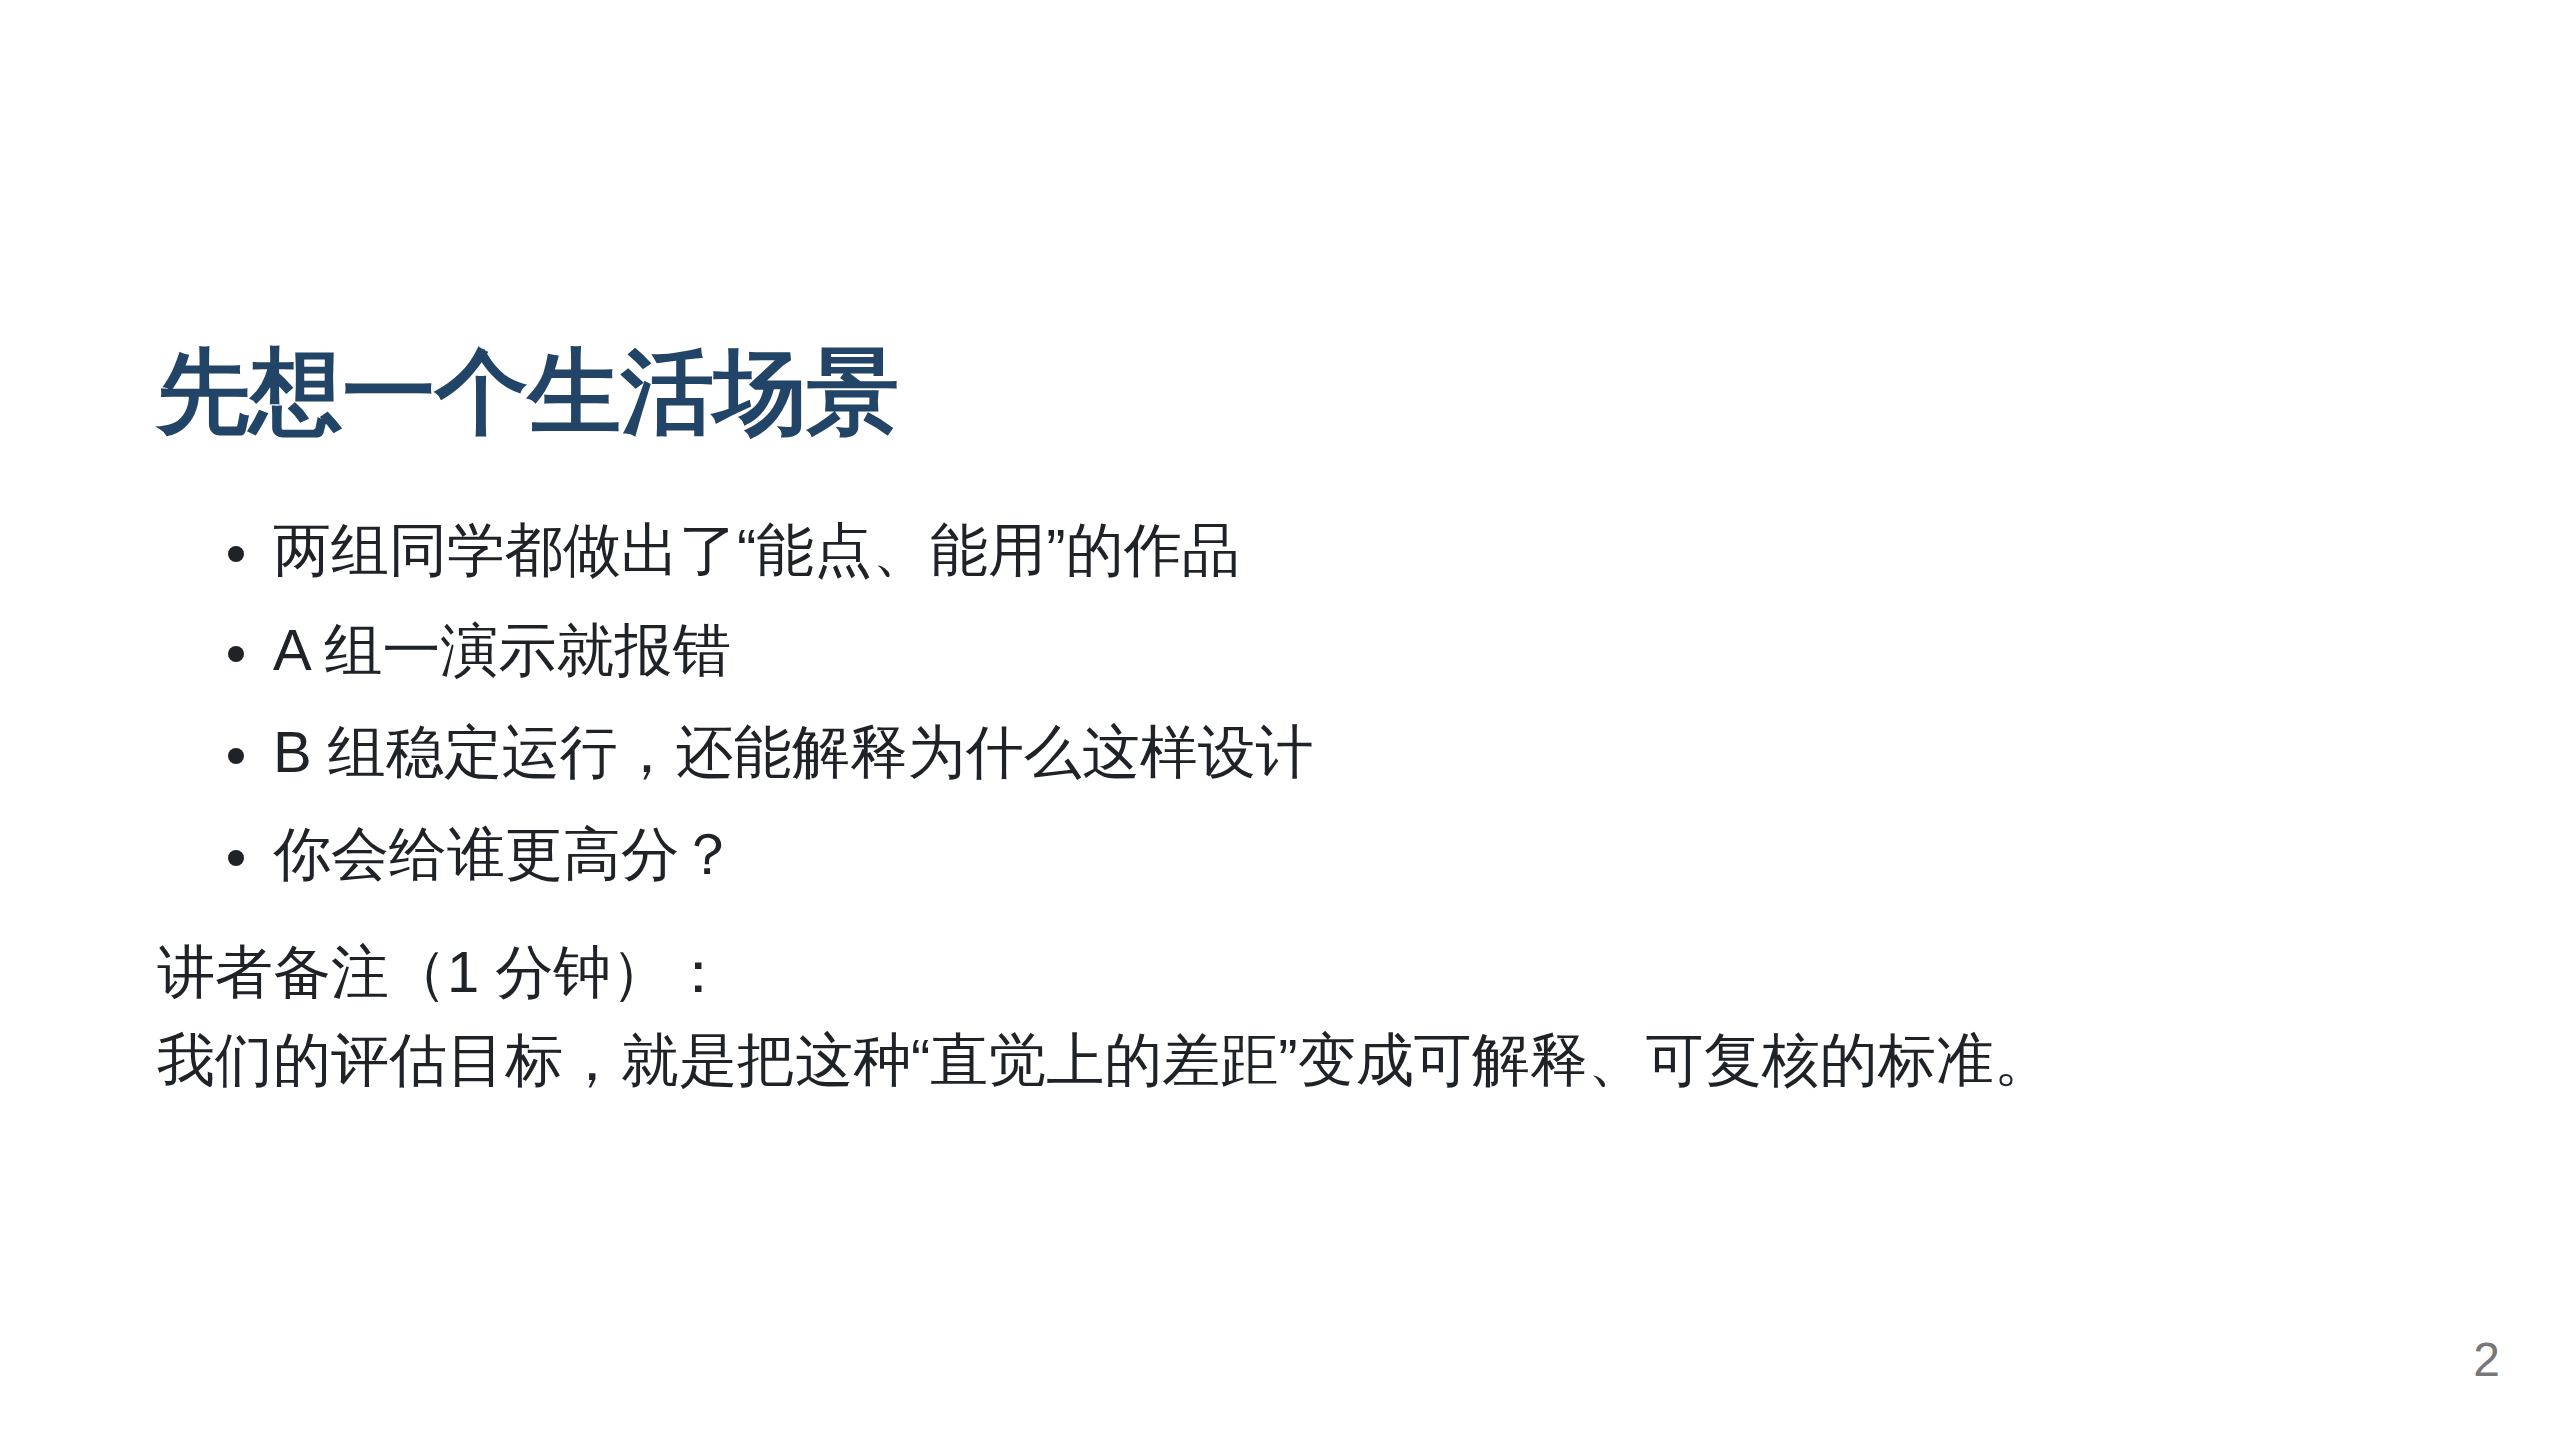 先想一个生活场景
• 两组同学都做出了“能点、能用”的作品
• A 组一演示就报错
• B 组稳定运行，还能解释为什么这样设计
• 你会给谁更高分？
讲者备注（1 分钟）：
我们的评估目标，就是把这种“直觉上的差距”变成可解释、可复核的标准。
2